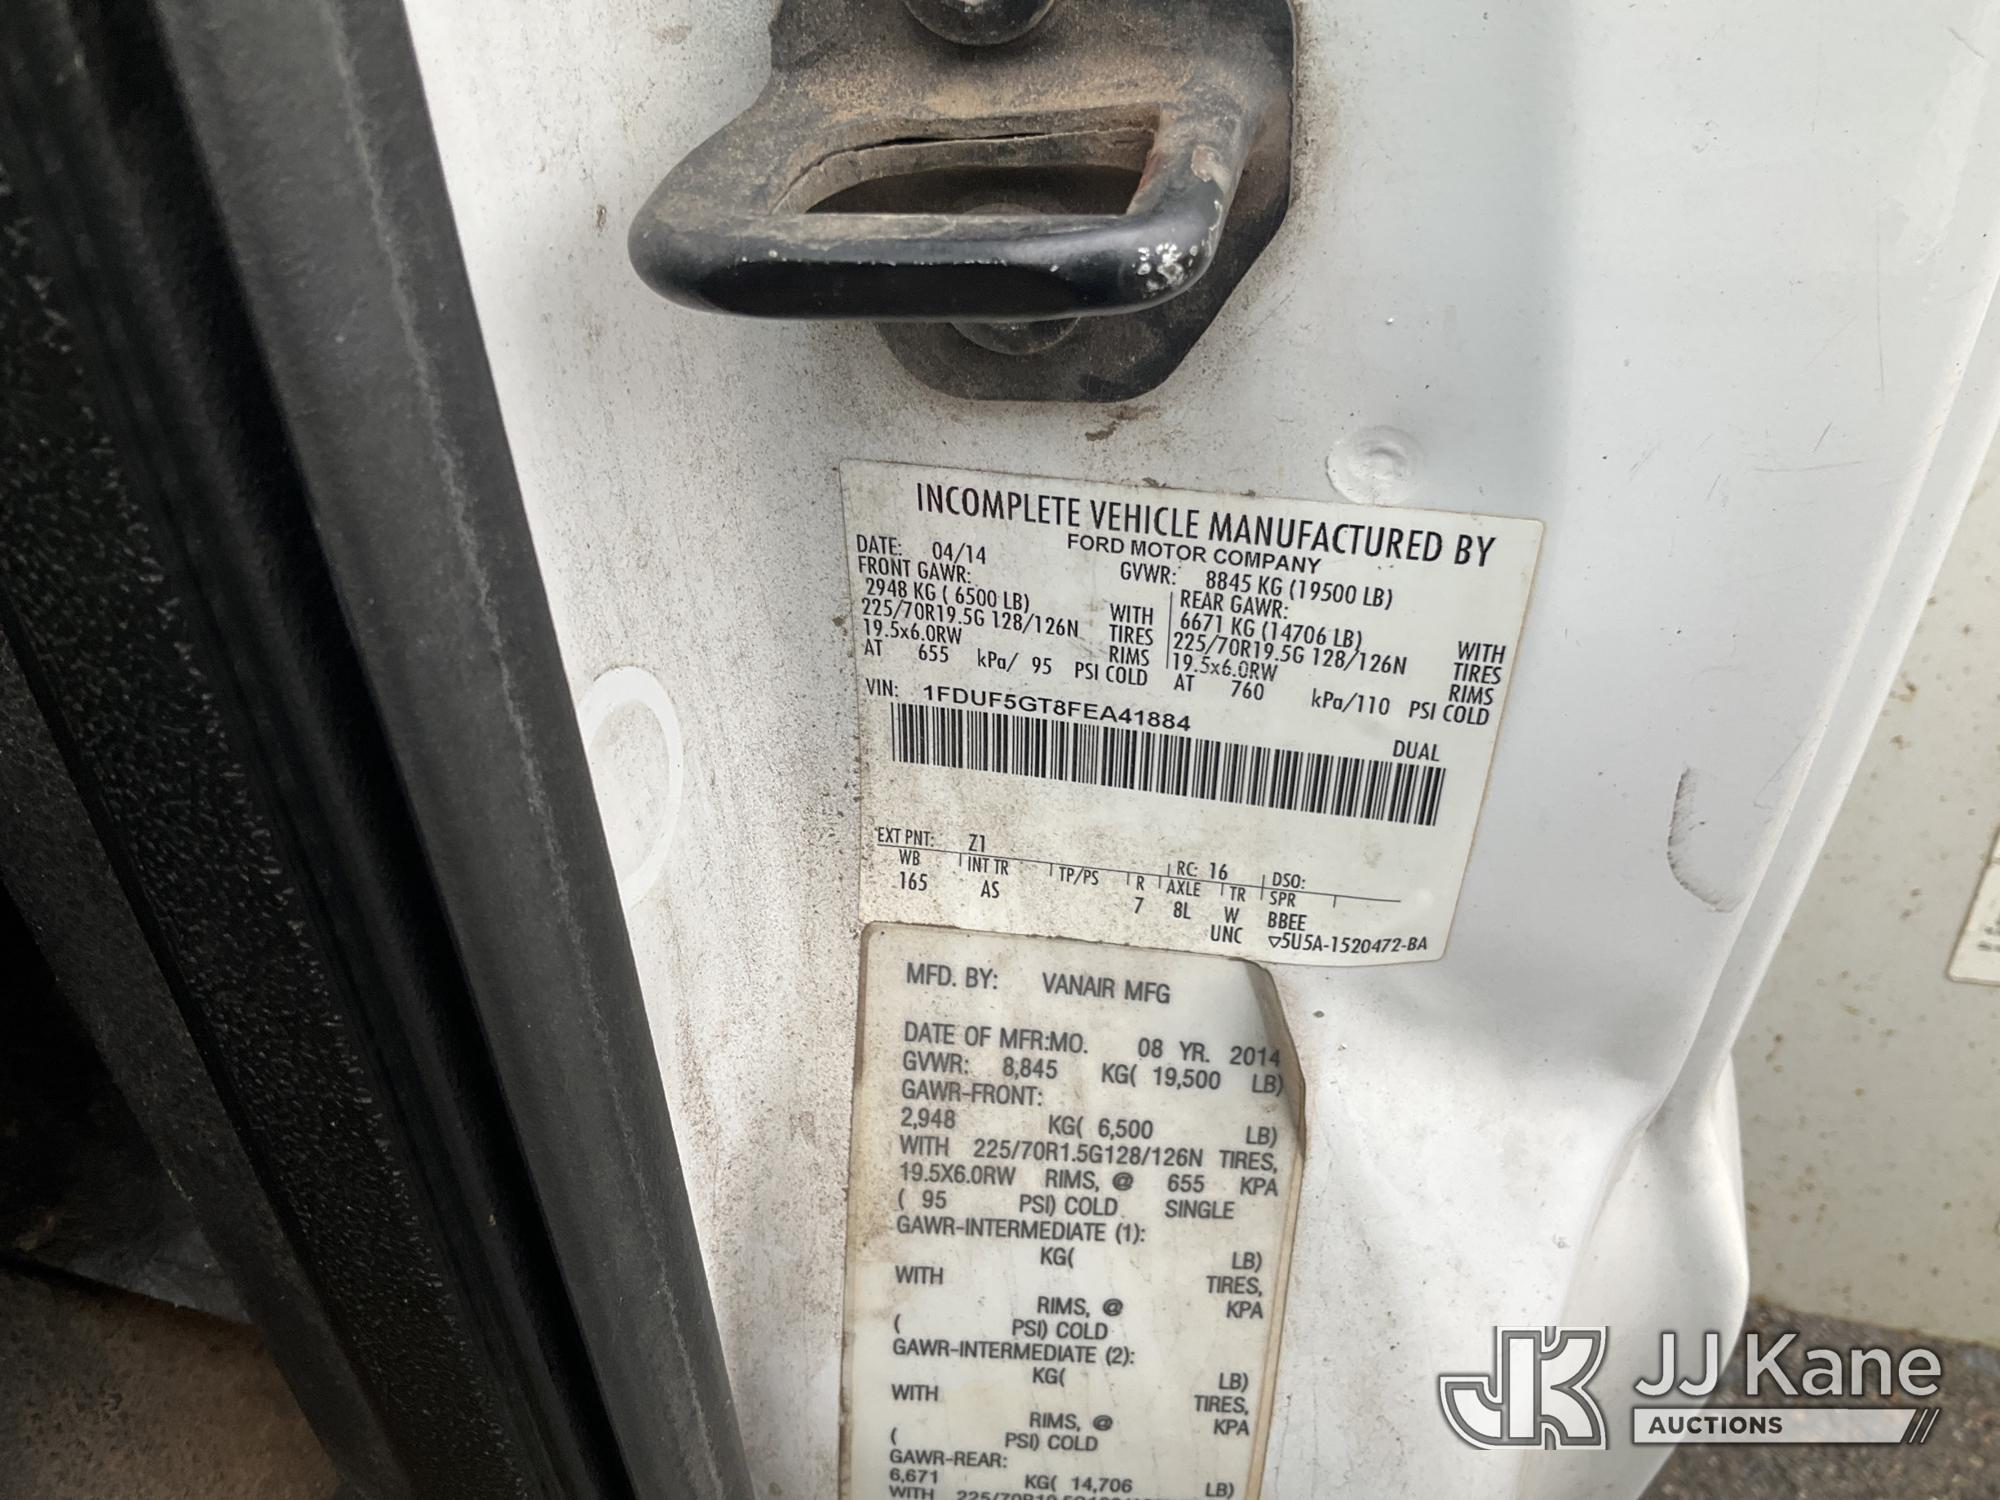 INCOMPLETE VEHICLE MANUFACTURED BY
FORD MOTOR COMPANY
DATE: 04/14 GVWR: 8845 KG (19500 LB)
FRONT GAWR: REAR GAWR:
2948 KG ( 6500 LB) WITH 6671 KG (14706 LB) WITH
225/70R19.5G 128/126N TIRES 225/70R19.5G 128/126N TIRES
19.5x6.0RW RIMS 19.5x6.0RW RIMS
AT 655 kPa/ 95 PSI COLD AT 760 kPa/110 PSI COLD
VIN: 1FDUF5GT8FEA41884
DUAL
EXT PNT: Z1 RC: 16 DSO:
WB INT TR TP/PS R AXLE TR SPR
165 AS 7 8L W BBEE
UNC ▽5U5A-1520472-BA
MFD. BY: VANAIR MFG
DATE OF MFR:MO. 08 YR. 2014
GVWR: 8,845 KG( 19,500 LB)
GAWR-FRONT:
2,948 KG( 6,500 LB)
WITH 225/70R1.5G128/126N TIRES,
19.5X6.0RW RIMS, @ 655 KPA
( 95 PSI) COLD SINGLE
GAWR-INTERMEDIATE (1):
KG( LB)
WITH TIRES,
RIMS, @ KPA
( PSI) COLD
GAWR-INTERMEDIATE (2):
KG( LB)
WITH TIRES,
RIMS, @ KPA
( PSI) COLD
GAWR-REAR:
6,671 KG( 14,706 LB)
WITH
JK JJ Kane
AUCTIONS